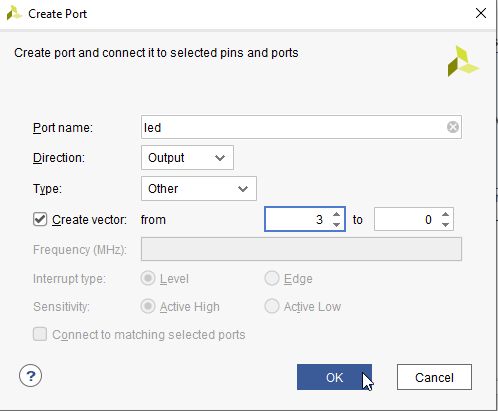 Create Port
Create port and connect it to selected pins and ports
Port name: led
Direction: Output
Type: Other
Create vector: from 3 to 0
Frequency (MHz):
Interrupt type: Level Edge
Sensitivity: Active High Active Low
Connect to matching selected ports
? OK Cancel